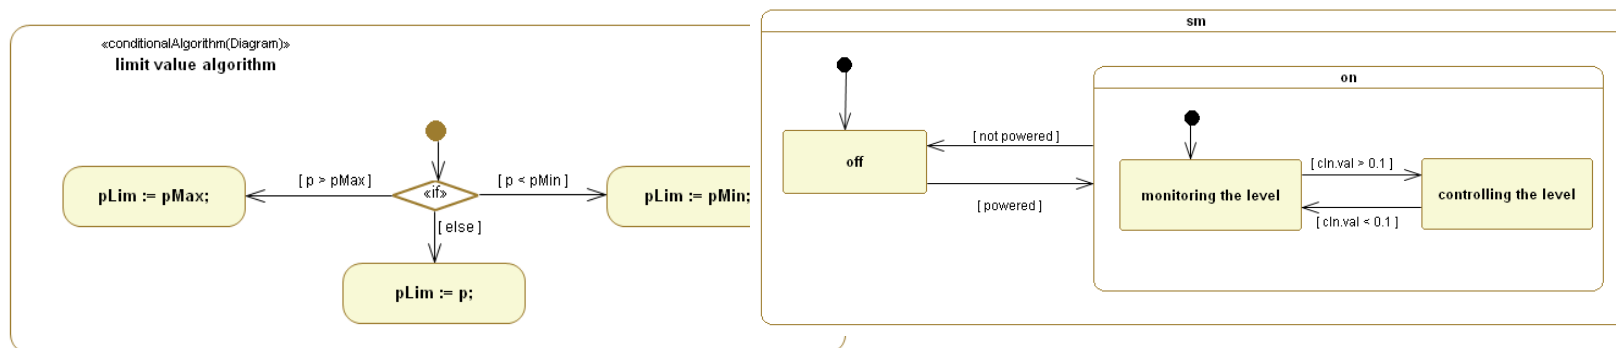 «conditionalAlgorithm(Diagram)»
limit value algorithm
[ p > pMax ]
«if»
[ p < pMin ]
pLim := pMax;
pLim := pMin;
[ else ]
pLim := p;
sm
on
off
[ not powered ]
[ powered ]
monitoring the level
[ cIn.val > 0.1 ]
[ cIn.val < 0.1 ]
controlling the level